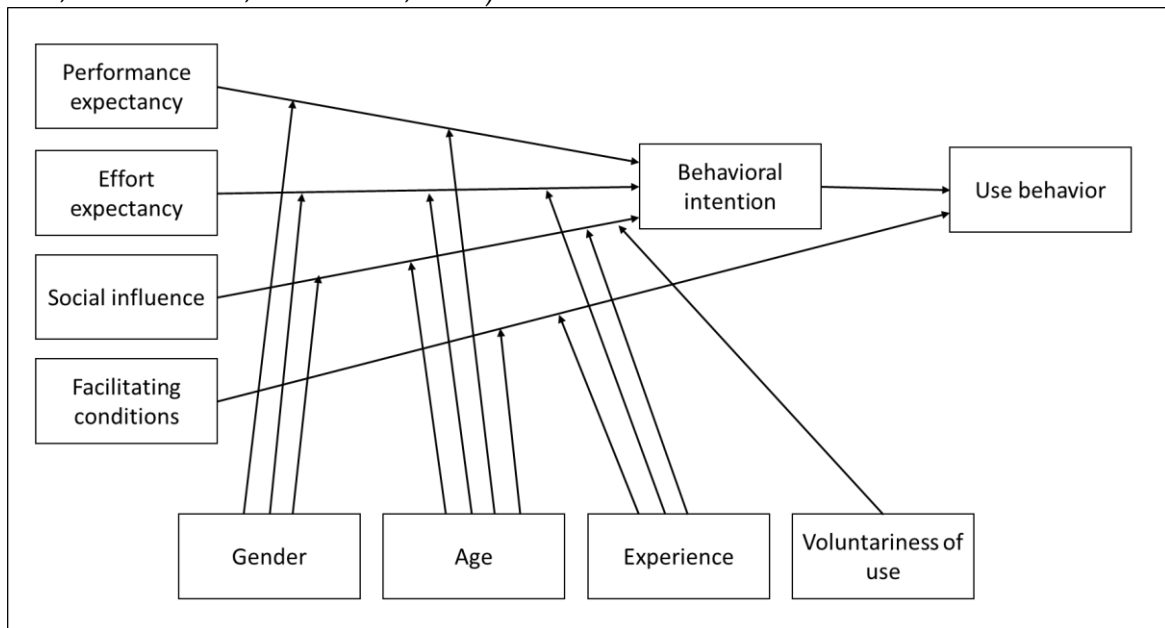 Performance
expectancy
Effort
expectancy
Social influence
Facilitating
conditions
Behavioral
intention
Use behavior
Gender
Age
Experience
Voluntariness of
use